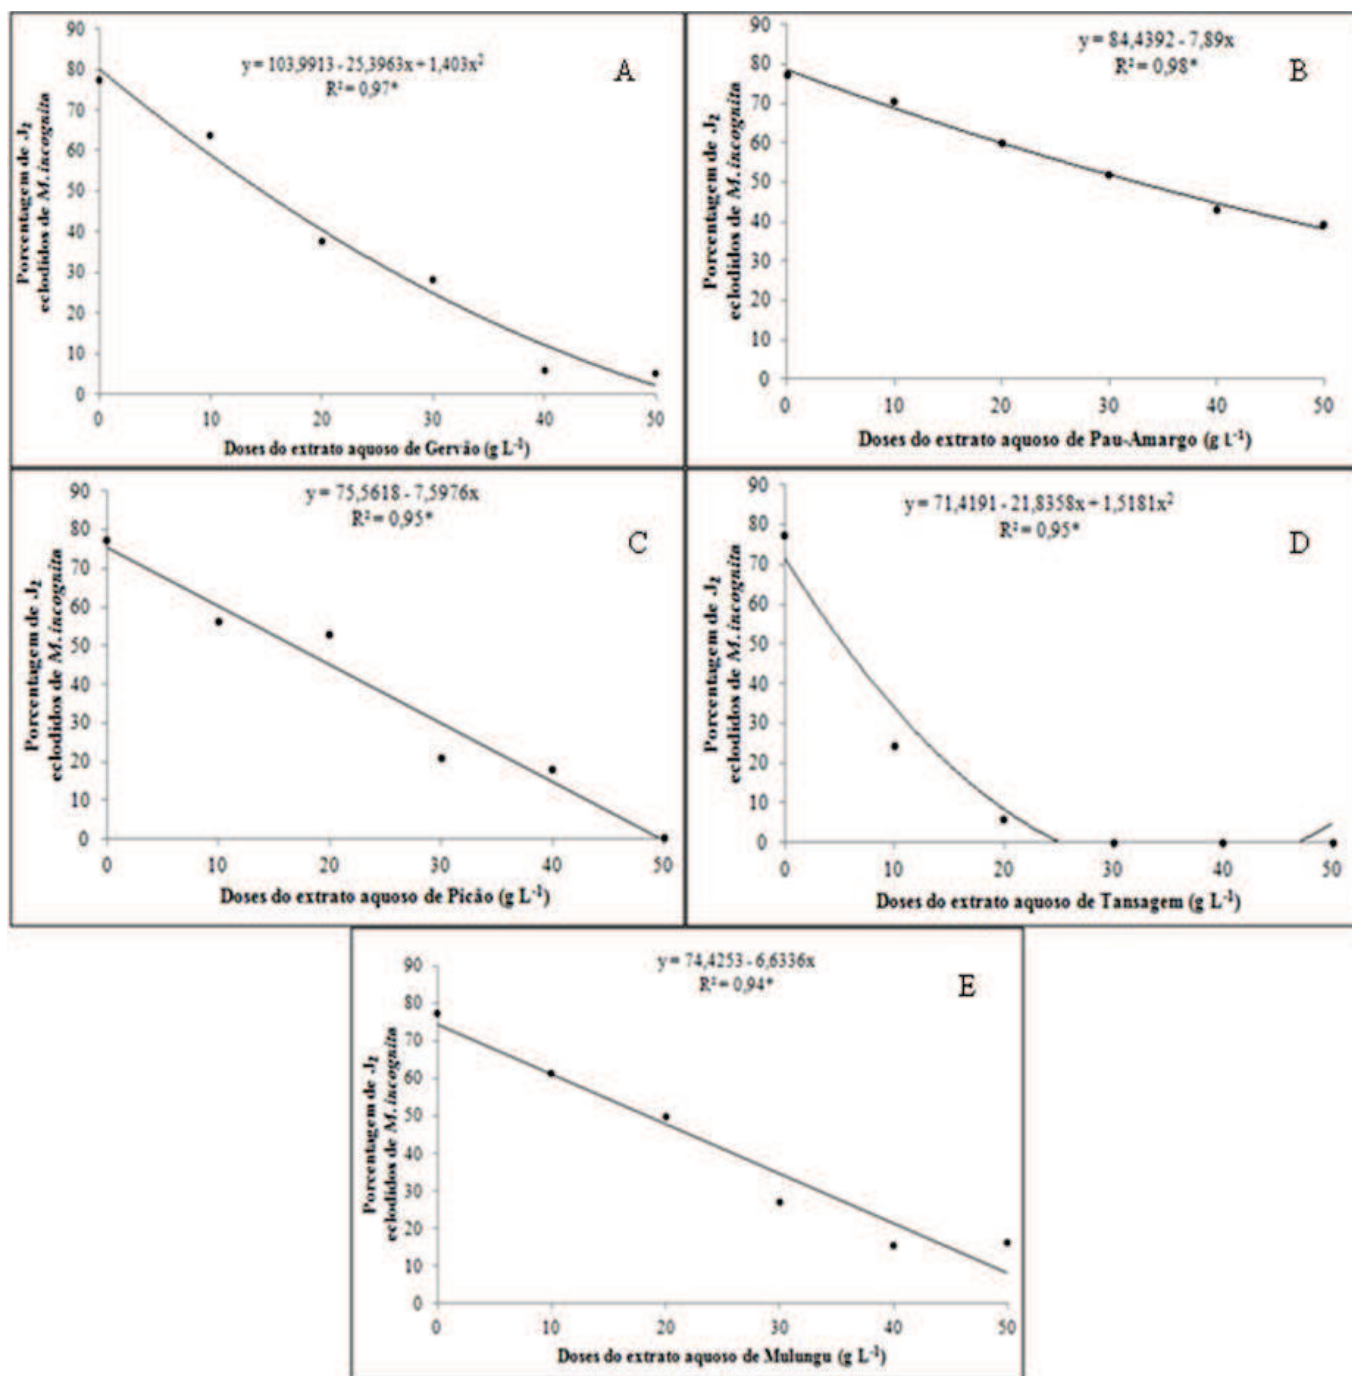 y = 103,9913 - 25,3963x + 1,403x²
R² = 0,97*
A
Porcentagem de J₂
eclodidos de M. incognita
90
80
70
60
50
40
30
20
10
0
0 10 20 30 40 50
Doses do extrato aquoso de Gervão (g L⁻¹)
y = 84,4392 - 7,89x
R² = 0,98*
B
Porcentagem de J₂
eclodidos de M. incognita
90
80
70
60
50
40
30
20
10
0
0 10 20 30 40 50
Doses do extrato aquoso de Pau-Amargo (g L⁻¹)
y = 75,5618 - 7,5976x
R² = 0,95*
C
Porcentagem de J₂
eclodidos de M. incognita
90
80
70
60
50
40
30
20
10
0
0 10 20 30 40 50
Doses do extrato aquoso de Picão (g L⁻¹)
y = 71,4191 - 21,8358x + 1,5181x²
R² = 0,95*
D
Porcentagem de J₂
eclodidos de M. incognita
90
80
70
60
50
40
30
20
10
0
0 10 20 30 40 50
Doses do extrato aquoso de Tansagem (g L⁻¹)
y = 74,4253 - 6,6336x
R² = 0,94*
E
Porcentagem de J₂
eclodidos de M. incognita
90
80
70
60
50
40
30
20
10
0
0 10 20 30 40 50
Doses do extrato aquoso de Mulungu (g L⁻¹)